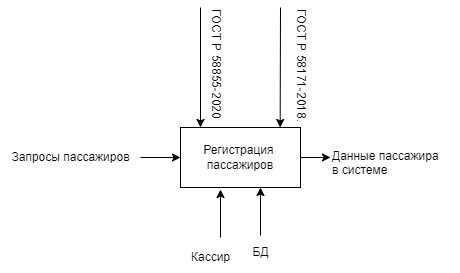 ГОСТ Р 58855-2020
ГОСТ Р 58171-2018.
Запросы пассажиров
Регистрация
пассажиров
Данные пассажира
в системе
Кассир
БД